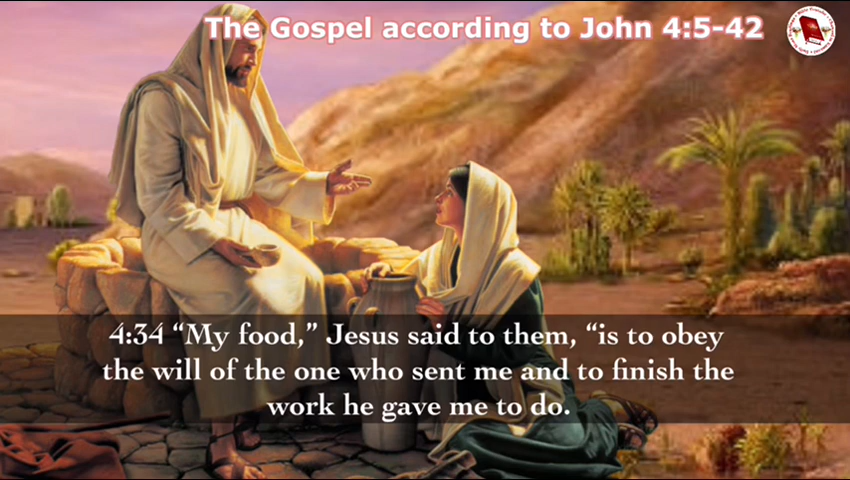 The Gospel according to John 4:5-42
4:34 “My food,” Jesus said to them, “is to obey
the will of the one who sent me and to finish the
work he gave me to do.